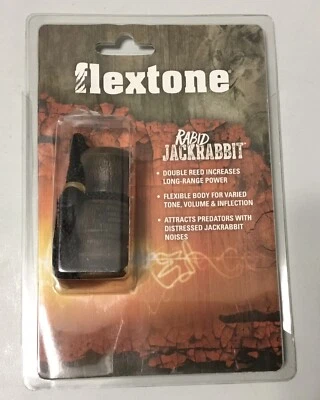 flextone
RABID
JACKRABBIT
• DOUBLE REED INCREASES
LONG-RANGE POWER
• FLEXIBLE BODY FOR VARIED
TONE, VOLUME & INFLECTION
• ATTRACTS PREDATORS WITH
DISTRESSED JACKRABBIT
NOISES